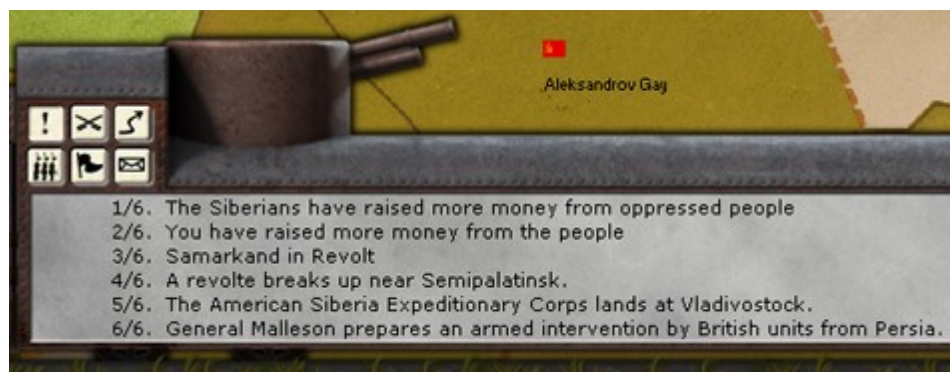 Aleksandrov Gay
1/6. The Siberians have raised more money from oppressed people
2/6. You have raised more money from the people
3/6. Samarkand in Revolt
4/6. A revolte breaks up near Semipalatinsk.
5/6. The American Siberia Expeditionary Corps lands at Vladivostock.
6/6. General Malleson prepares an armed intervention by British units from Persia.